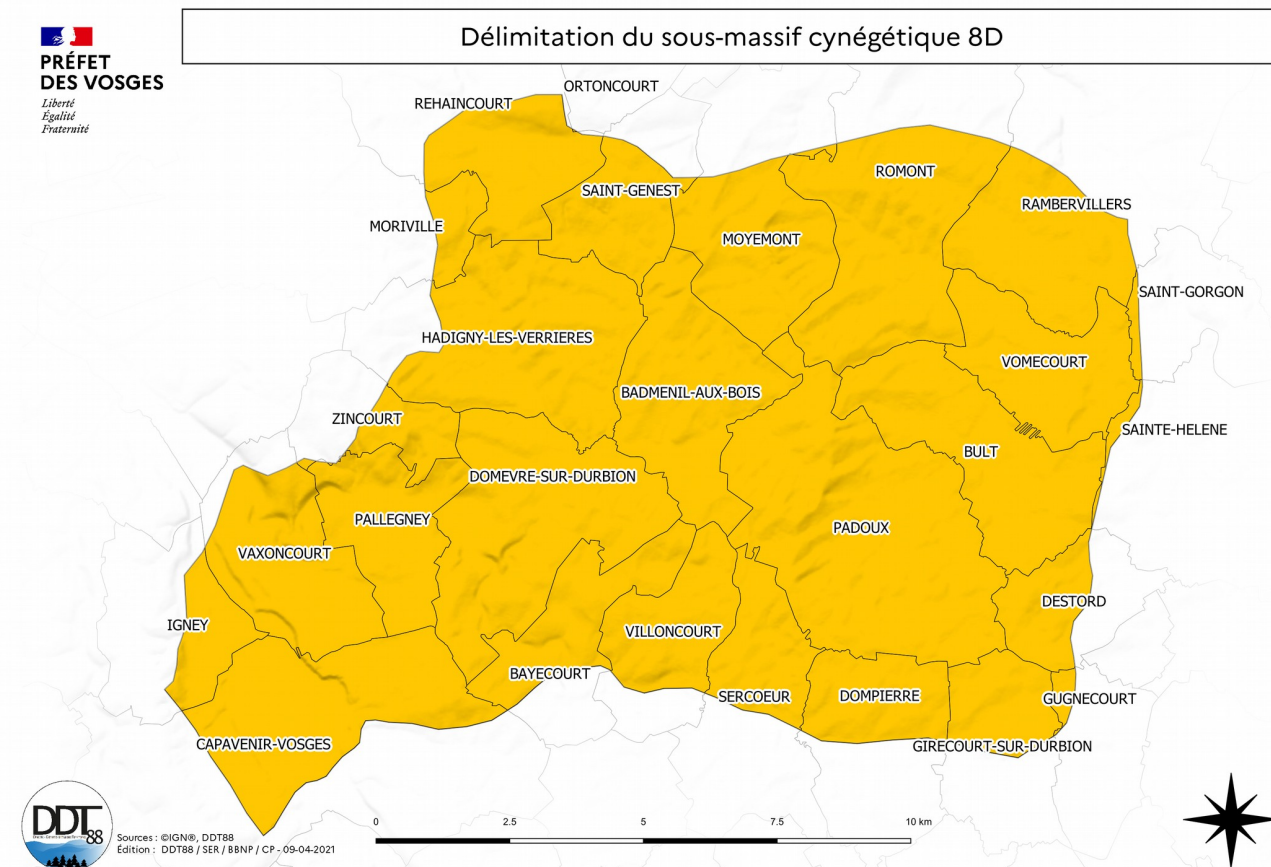 Délimitation du sous-massif cynégétique 8D
PRÉFET
DES VOSGES
Liberté
Égalité
Fraternité
ORTONCOURT
REHAINCOURT
ROMONT
SAINT-GENEST
RAMBERVILLERS
MORIVILLE
MOYEMONT
SAINT-GORGON
HADIGNY-LES-VERRIERES
VOMECOURT
BADMENIL-AUX-BOIS
ZINCOURT
SAINTE-HELENE
BULT
DOMEVRE-SUR-DURBION
PALLEGNEY
PADOUX
VAXONCOURT
DESTORD
IGNEY
VILLONCOURT
BAYECOURT
SERCOEUR
DOMPIERRE
GUGNECOURT
CAPAVENIR-VOSGES
GIRECOURT-SUR-DURBION
DDT
88
Sources : ©IGN®, DDT88
Édition : DDT88 / SER / BBNP / CP - 09-04-2021
0 2.5 5 7.5 10 km